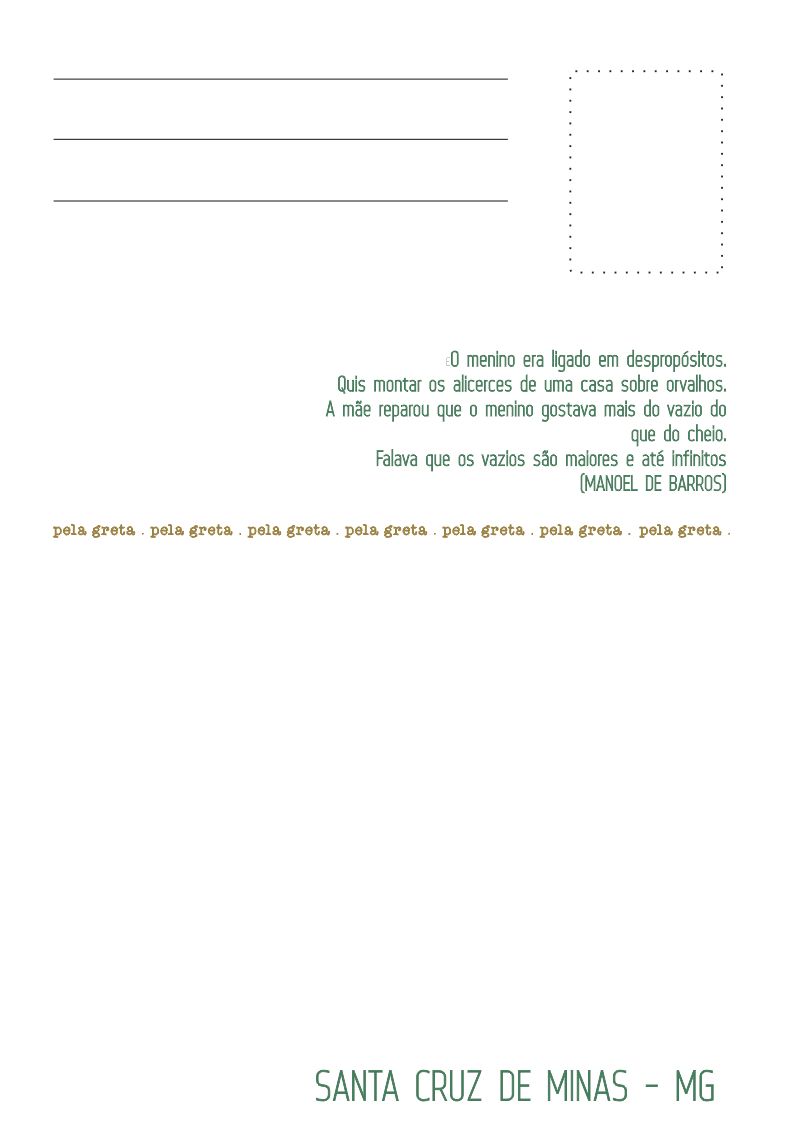 O menino era ligado em despropósitos.
Quis montar os alicerces de uma casa sobre orvalhos.
A mãe reparou que o menino gostava mais do vazio do
que do cheio.
Falava que os vazios são maiores e até infinitos
(MANOEL DE BARROS)
pela greta . pela greta . pela greta . pela greta . pela greta . pela greta . pela greta .
SANTA CRUZ DE MINAS - MG